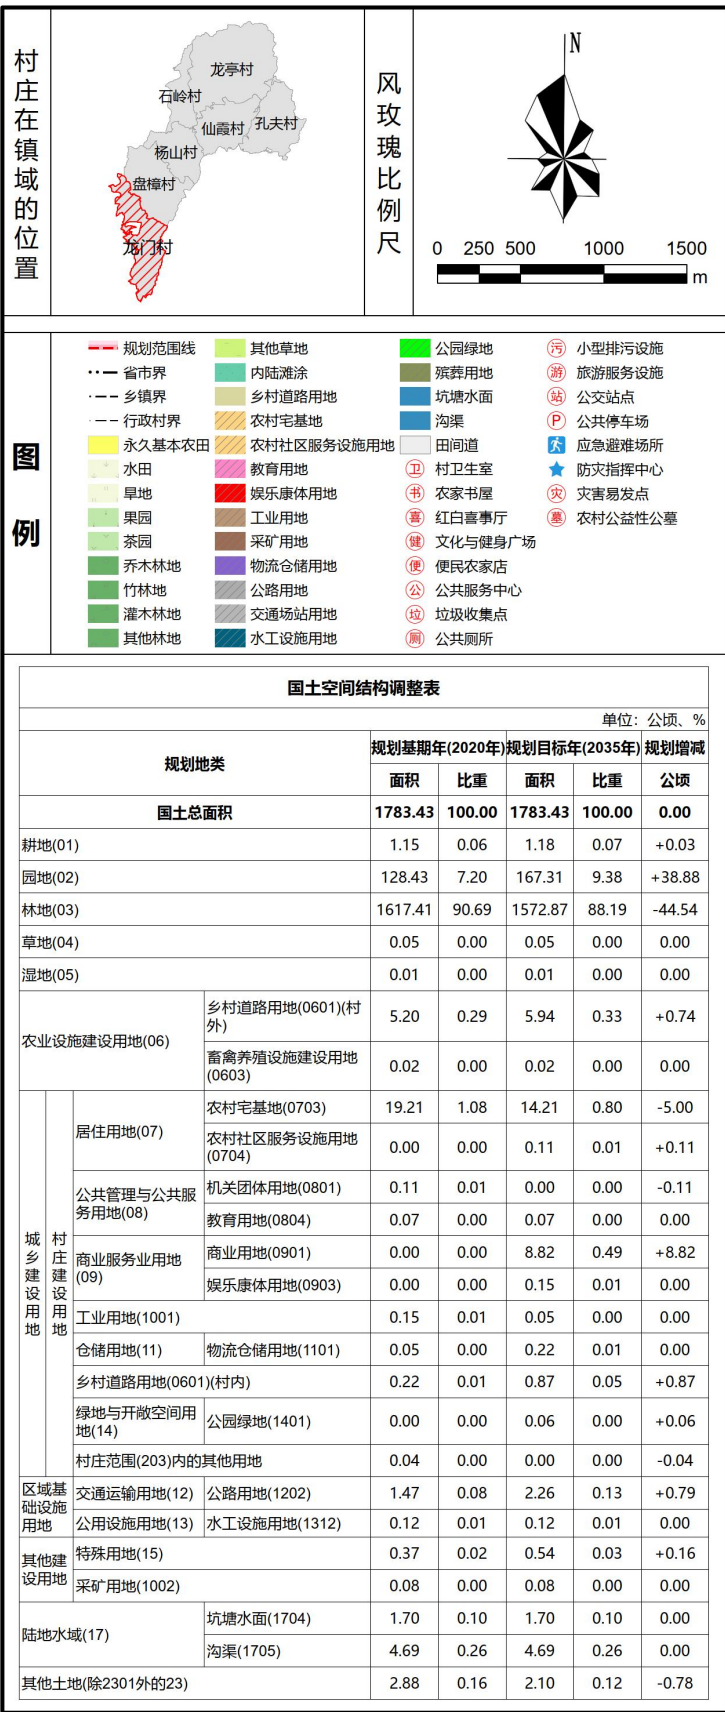 村庄在镇域的位置
龙亭村
石岭村
仙霞村
孔夫村
杨山村
盘樟村
龙门村
风玫瑰比例尺
N
0 250 500 1000 1500
m
图例
规划范围线 其他草地 公园绿地 污 小型排污设施
省市界 内陆滩涂 殡葬用地 游 旅游服务设施
乡镇界 乡村道路用地 坑塘水面 站 公交站点
行政村界 农村宅基地 沟渠 P 公共停车场
永久基本农田 农村社区服务设施用地 田间道 应急避难场所
水田 教育用地 卫 村卫生室 防灾指挥中心
旱地 娱乐康体用地 书 农家书屋 灾 灾害易发点
果园 工业用地 喜 红白喜事厅 墓 农村公益性公墓
茶园 采矿用地 健 文化与健身广场
乔木林地 物流仓储用地 便 便民农家店
竹林地 公路用地 公 公共服务中心
灌木林地 交通场站用地 垃 垃圾收集点
其他林地 水工设施用地 厕 公共厕所
国土空间结构调整表
单位：公顷、%
规划地类 规划基期年(2020年) 规划目标年(2035年) 规划增减
面积 比重 面积 比重 公顷
国土总面积 1783.43 100.00 1783.43 100.00 0.00
耕地(01) 1.15 0.06 1.18 0.07 +0.03
园地(02) 128.43 7.20 167.31 9.38 +38.88
林地(03) 1617.41 90.69 1572.87 88.19 -44.54
草地(04) 0.05 0.00 0.05 0.00 0.00
湿地(05) 0.01 0.00 0.01 0.00 0.00
农业设施建设用地(06) 乡村道路用地(0601)(村外) 5.20 0.29 5.94 0.33 +0.74
畜禽养殖设施建设用地(0603) 0.02 0.00 0.02 0.00 0.00
城乡建设用地 村庄建设用地 居住用地(07) 农村宅基地(0703) 19.21 1.08 14.21 0.80 -5.00
农村社区服务设施用地(0704) 0.00 0.00 0.11 0.01 +0.11
公共管理与公共服务用地(08) 机关团体用地(0801) 0.11 0.01 0.00 0.00 -0.11
教育用地(0804) 0.07 0.00 0.07 0.00 0.00
商业服务业用地(09) 商业用地(0901) 0.00 0.00 8.82 0.49 +8.82
娱乐康体用地(0903) 0.00 0.00 0.15 0.01 0.00
工业用地(1001) 0.15 0.01 0.05 0.00 0.00
仓储用地(11) 物流仓储用地(1101) 0.05 0.00 0.22 0.01 0.00
乡村道路用地(0601)(村内) 0.22 0.01 0.87 0.05 +0.87
绿地与开敞空间用地(14) 公园绿地(1401) 0.00 0.00 0.06 0.00 +0.06
村庄范围(203)内的其他用地 0.04 0.00 0.00 0.00 -0.04
区域基础设施用地 交通运输用地(12) 公路用地(1202) 1.47 0.08 2.26 0.13 +0.79
公用设施用地(13) 水工设施用地(1312) 0.12 0.01 0.12 0.01 0.00
其他建设用地 特殊用地(15) 0.37 0.02 0.54 0.03 +0.16
采矿用地(1002) 0.08 0.00 0.08 0.00 0.00
陆地水域(17) 坑塘水面(1704) 1.70 0.10 1.70 0.10 0.00
沟渠(1705) 4.69 0.26 4.69 0.26 0.00
其他土地(除2301外的23) 2.88 0.16 2.10 0.12 -0.78